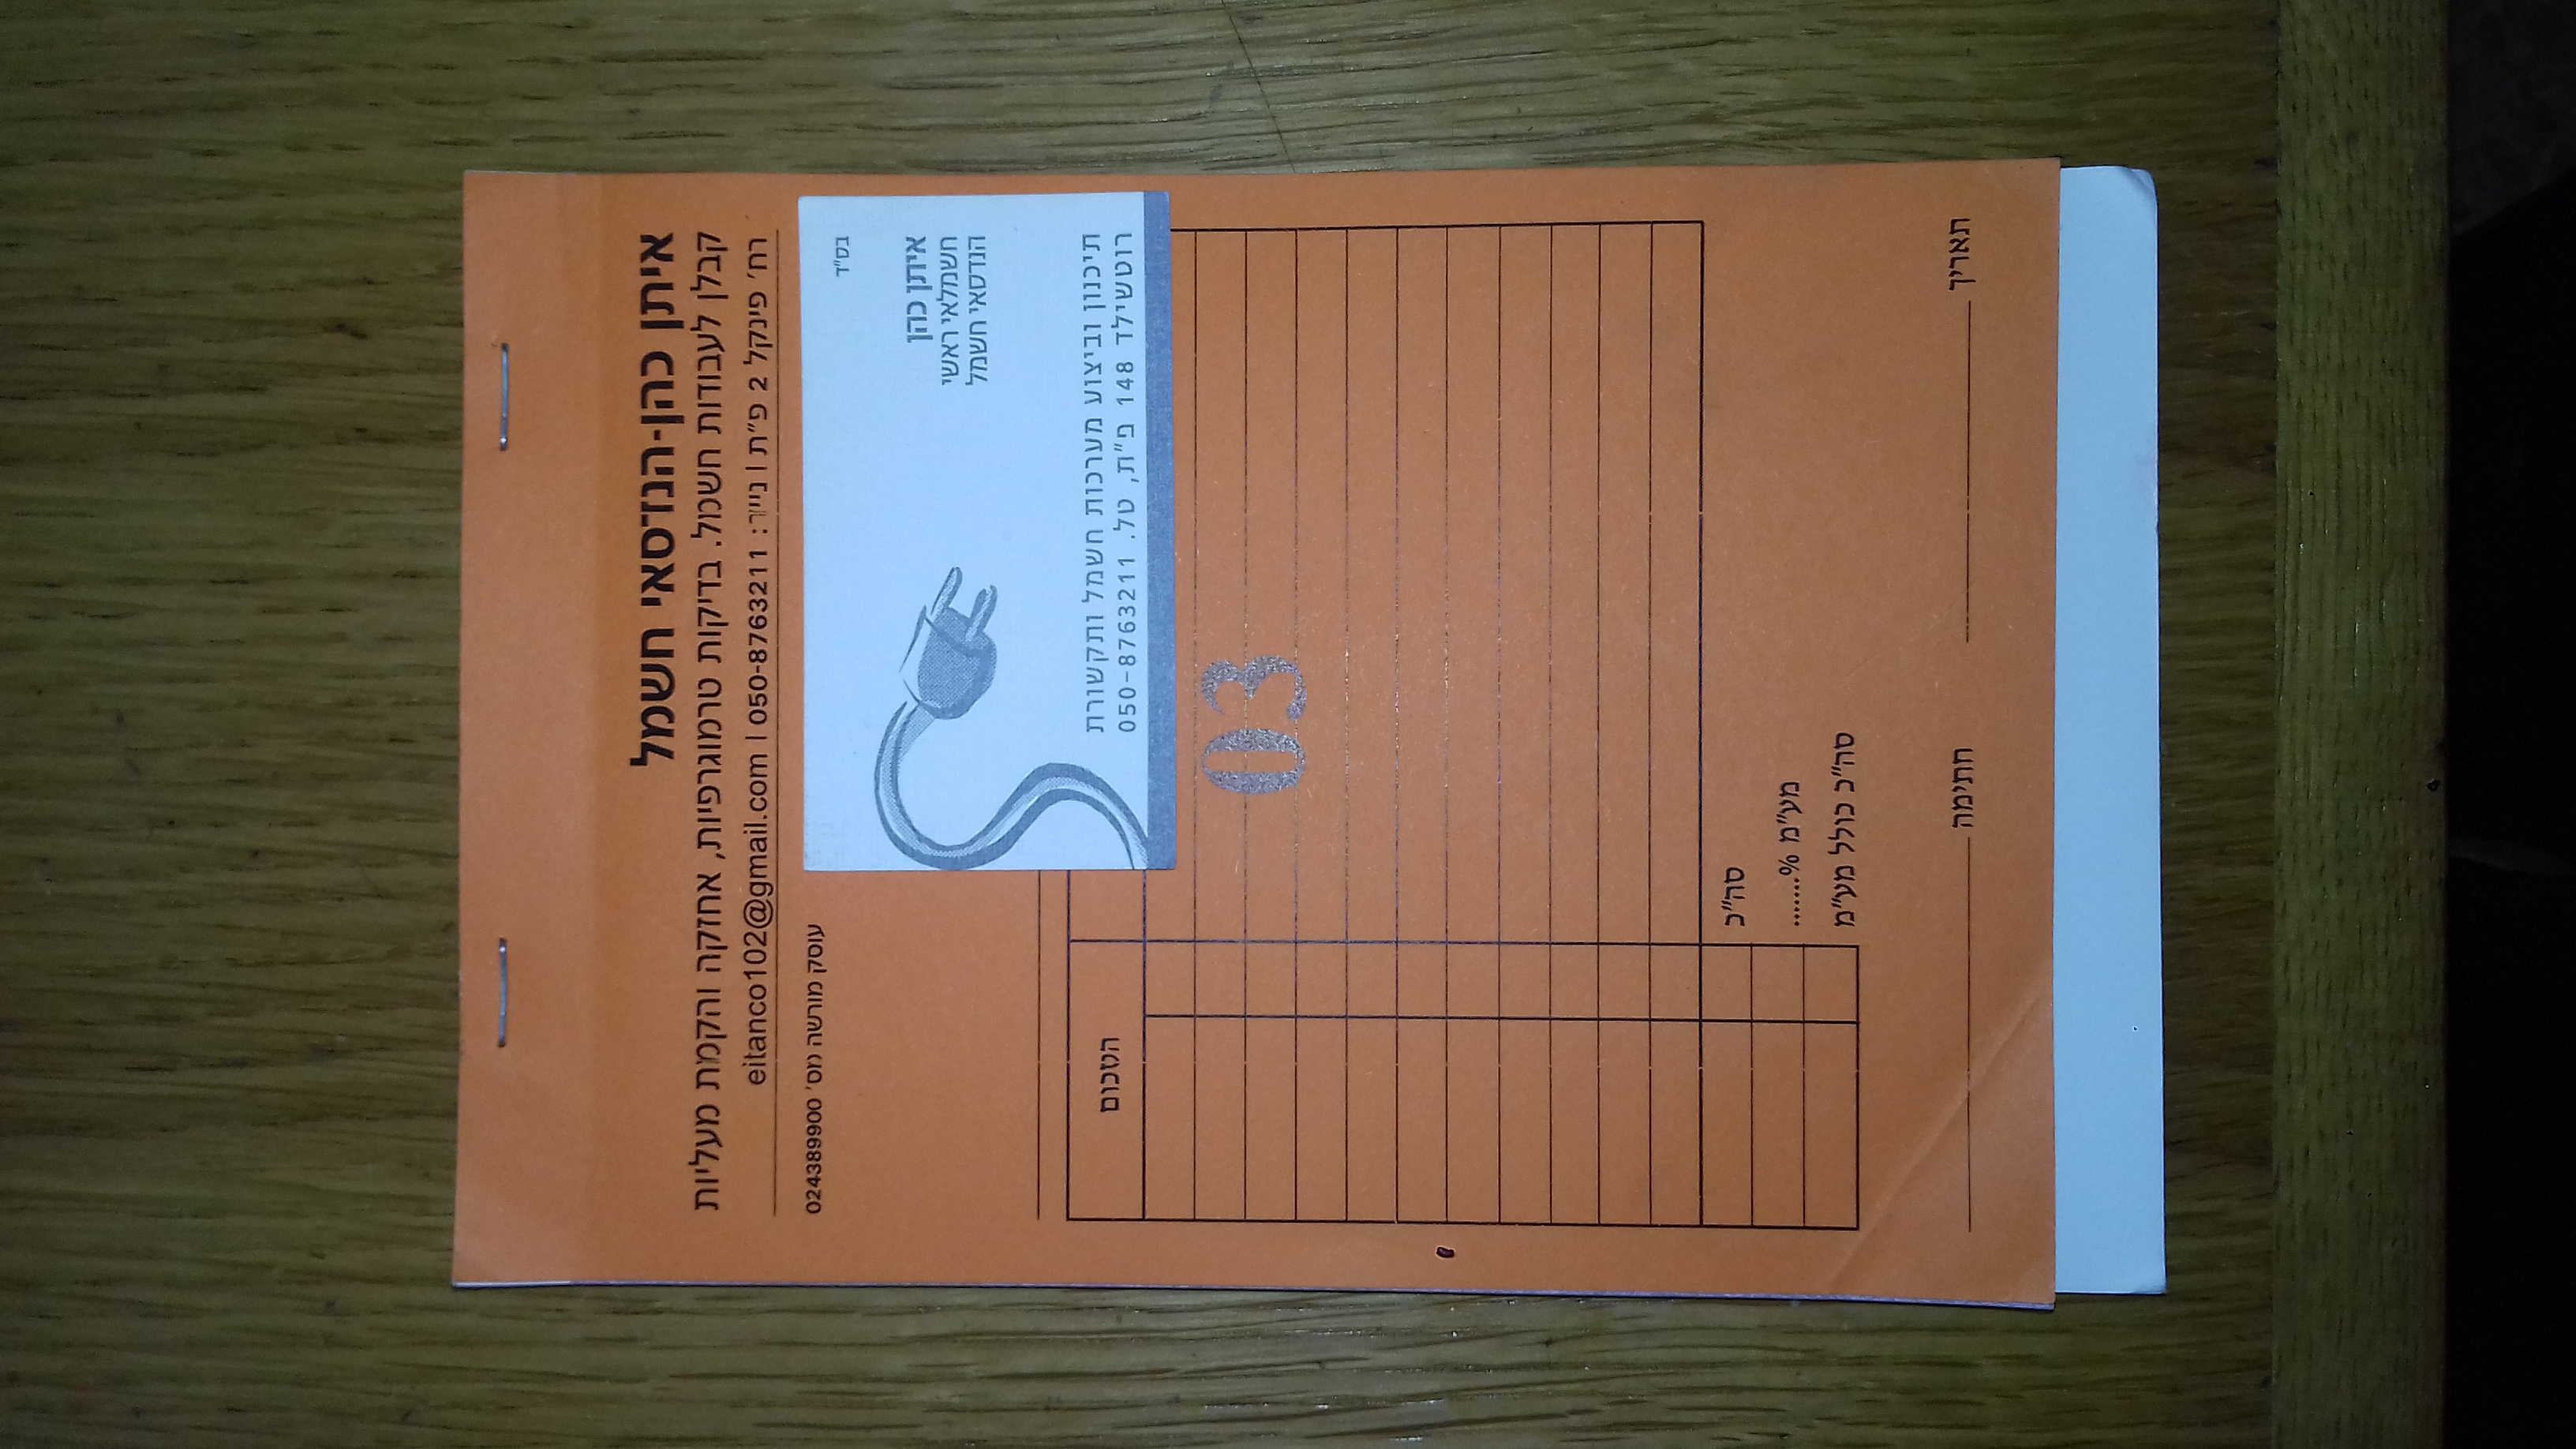 איתן כהן-הנדסאי חשמל
קבלן לעבודות חשמל. בדיקות טרמוגרפיות, אחזקה והקמת מעליות
רח׳ פינקל 2 פ״ת | נייד: 050-8763211 | eitanco102@gmail.com
עוסק מורשה מס׳ 024389900
בס״ד
איתן כהן
חשמלאי ראשי
הנדסאי חשמל
תיכנון וביצוע מערכות חשמל ותקשורת
רוטשילד 148 פ״ת, טל. 050-8763211
הסכום
03
סה״כ
מע״מ %.......
סה״כ כולל מע״מ
תאריך
חתימה